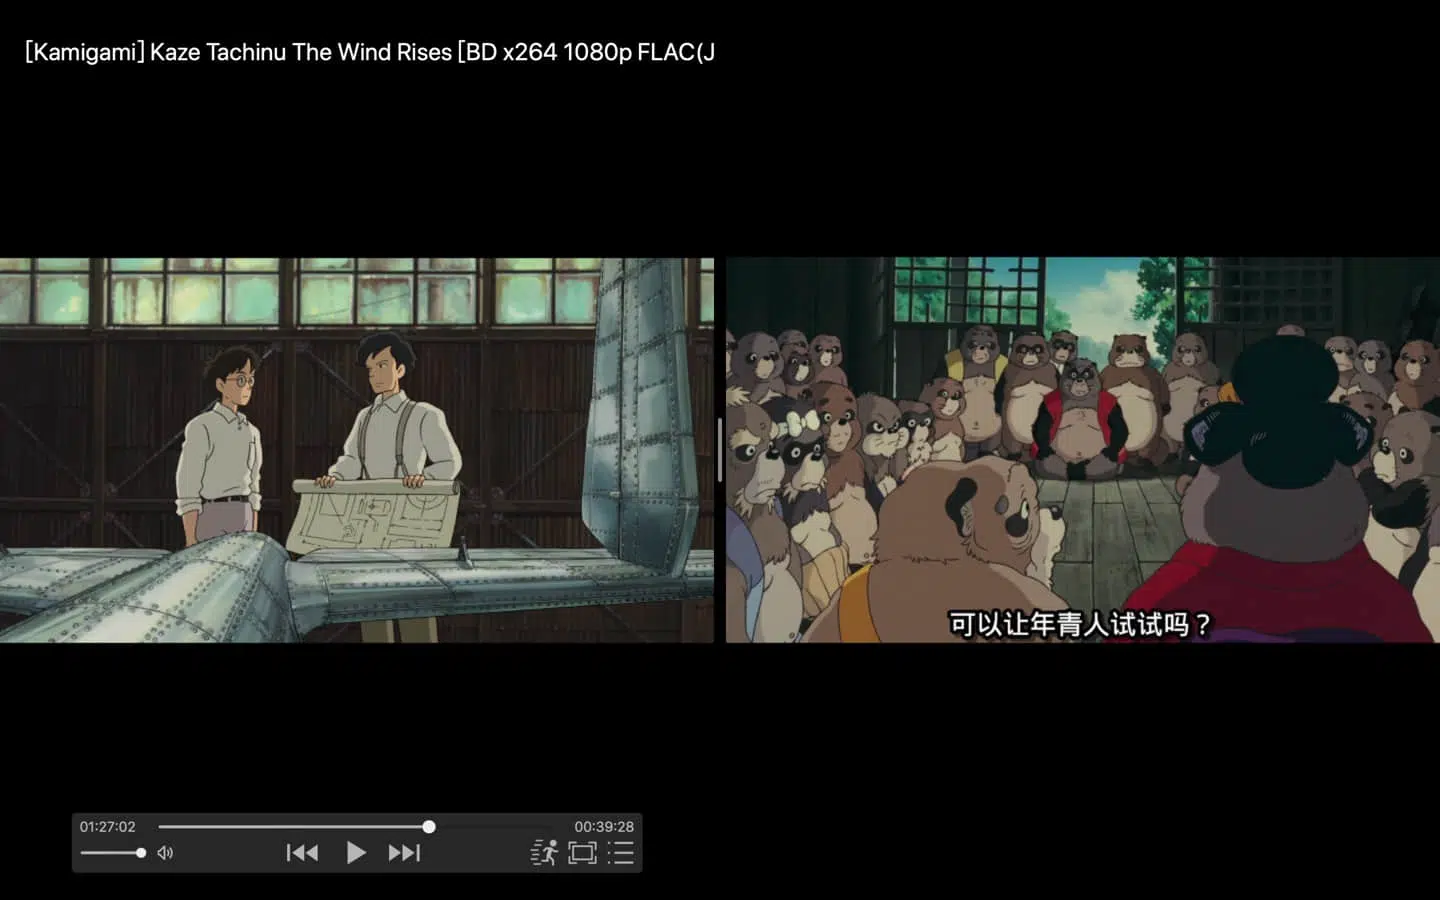 [Kamigami] Kaze Tachinu The Wind Rises [BD x264 1080p FLAC(J
可以让年青人试试吗？
01:27:02
00:39:28